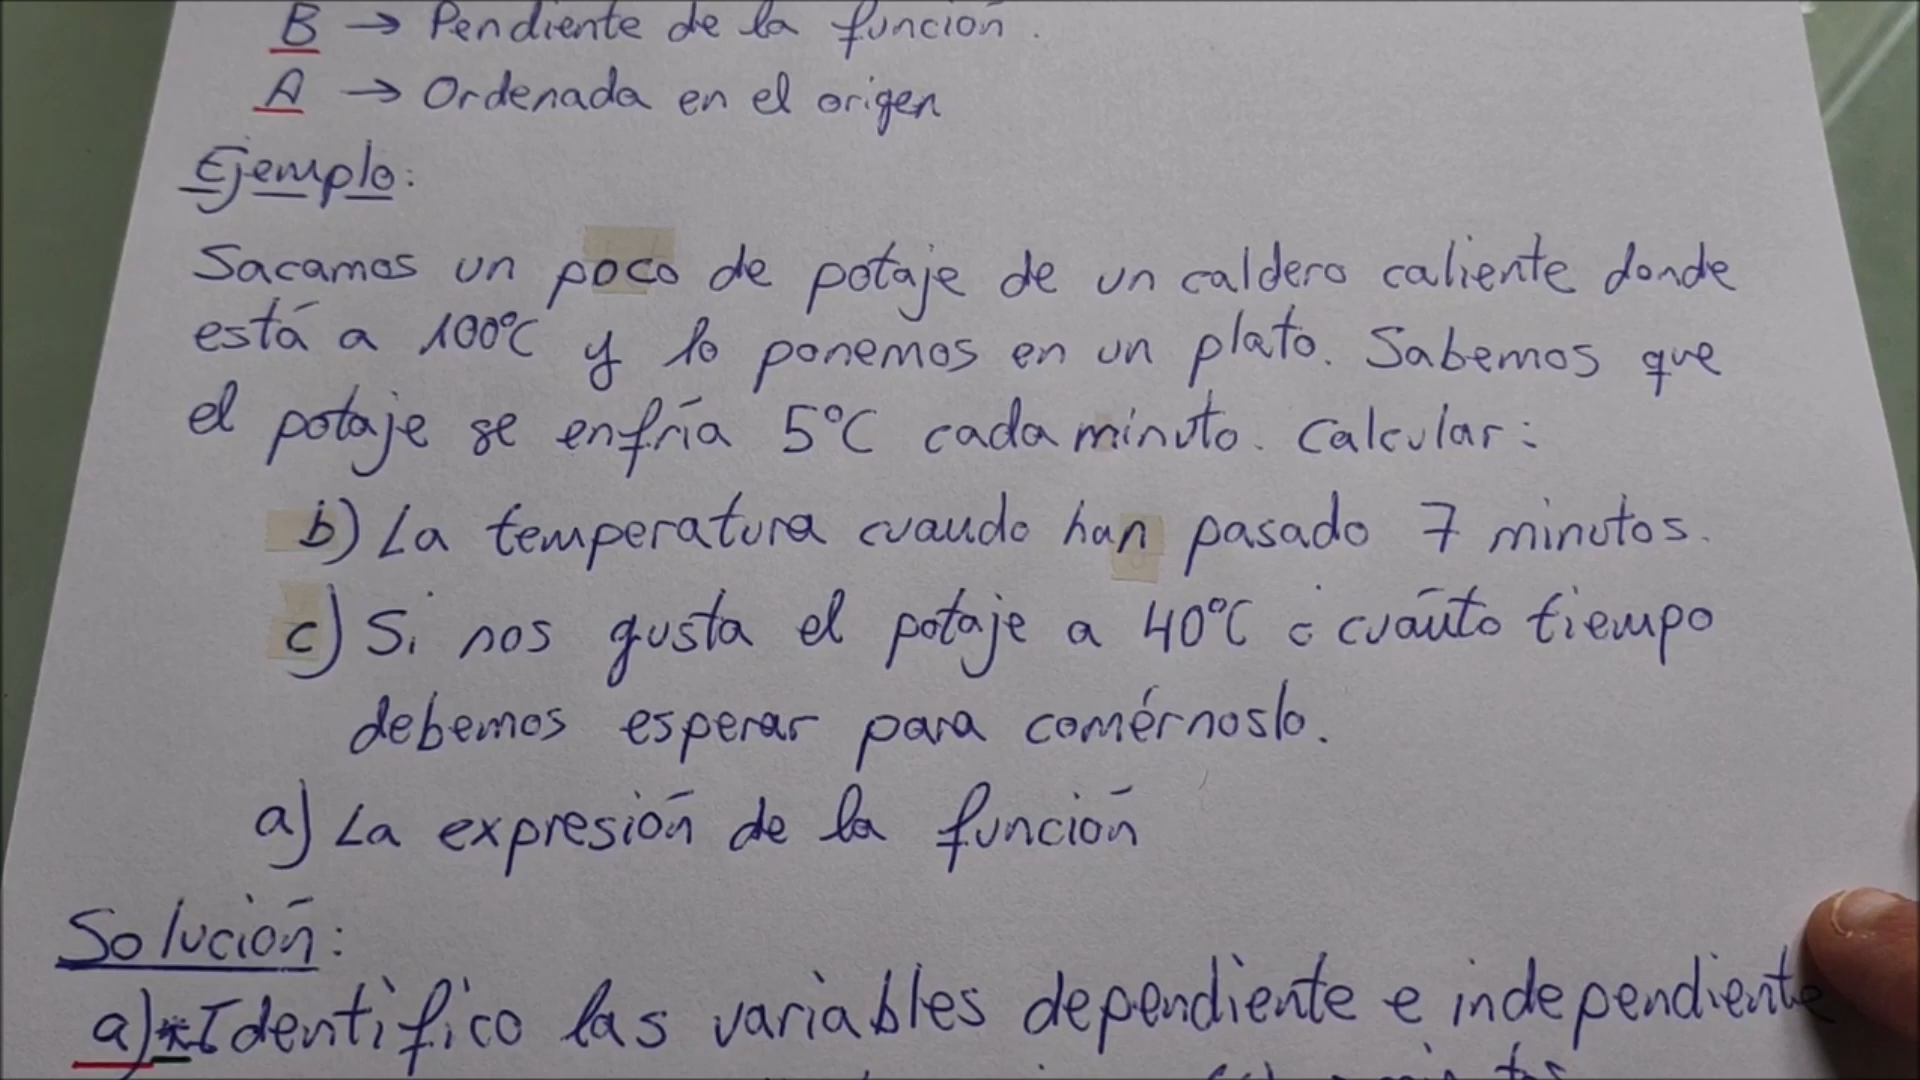 B → Pendiente de la función.
A → Ordenada en el origen
Ejemplo:
Sacamos un poco de potaje de un caldero caliente donde
está a 100ºC y lo ponemos en un plato. Sabemos que
el potaje se enfría 5ºC cada minuto. Calcular:
b) La temperatura cuando han pasado 7 minutos.
c) Si nos gusta el potaje a 40ºC ¿cuánto tiempo
debemos esperar para comérnoslo.
a) La expresión de la función
Solución:
a)*Identifico las variables dependiente e independiente